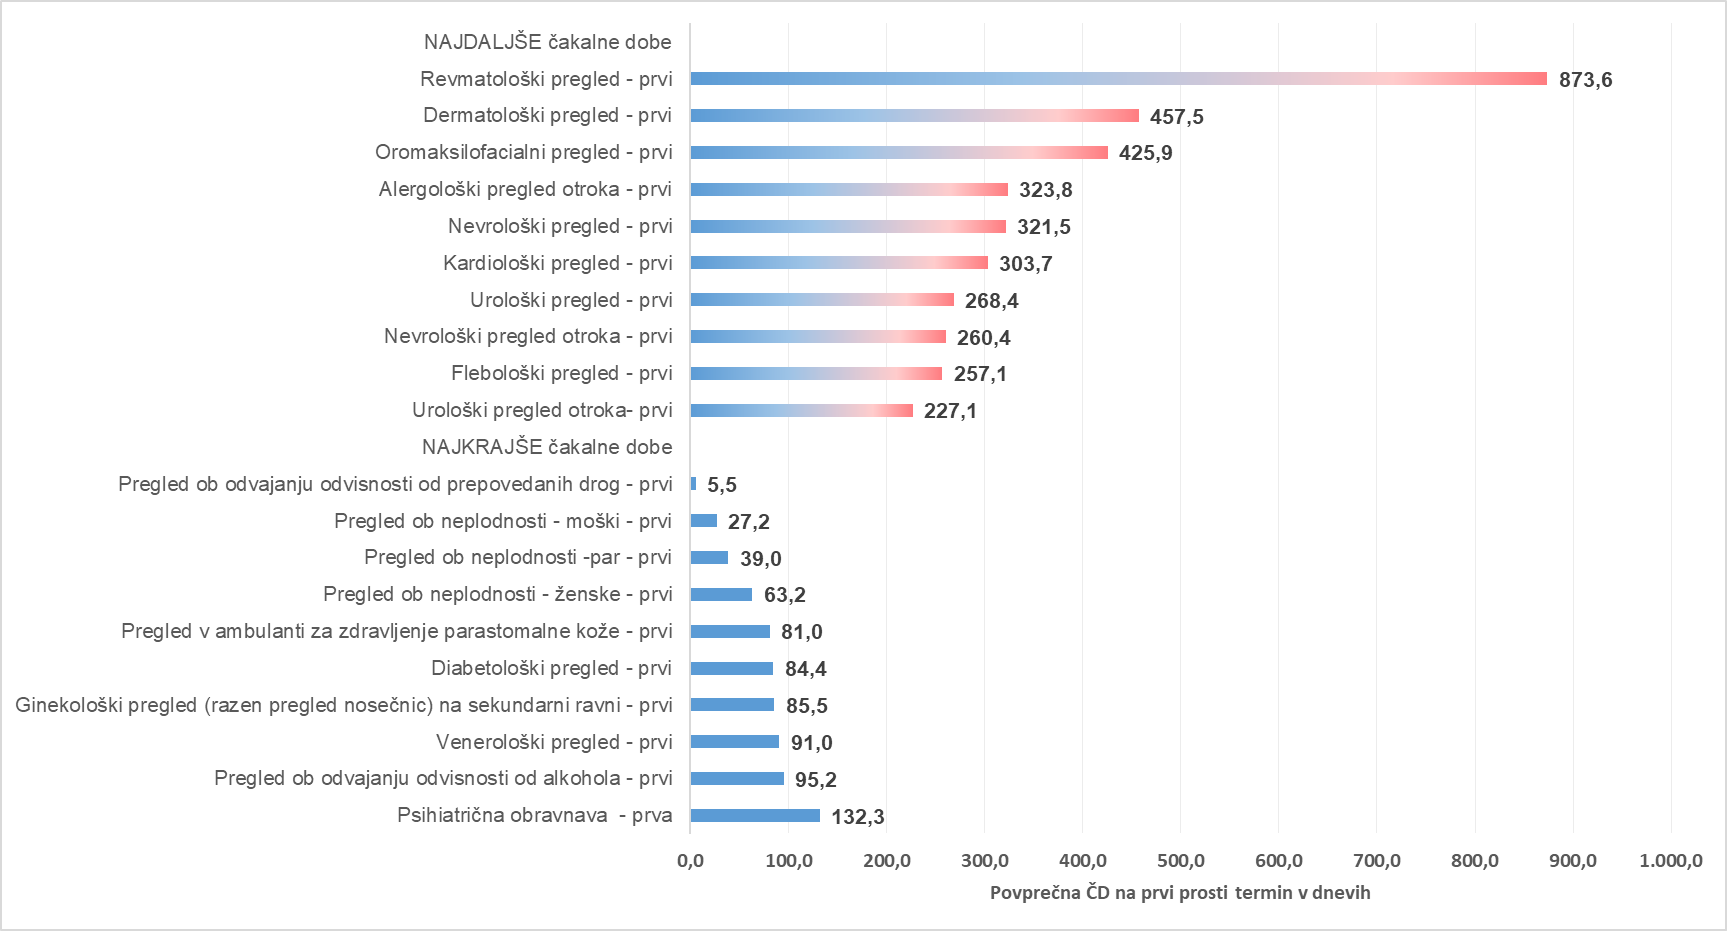 NAJDALJŠE čakalne dobe
Revmatološki pregled - prvi 873,6
Dermatološki pregled - prvi 457,5
Oromaksilofacialni pregled - prvi 425,9
Alergološki pregled otroka - prvi 323,8
Nevrološki pregled - prvi 321,5
Kardiološki pregled - prvi 303,7
Urološki pregled - prvi 268,4
Nevrološki pregled otroka - prvi 260,4
Flebološki pregled - prvi 257,1
Urološki pregled otroka- prvi 227,1
NAJKRAJŠE čakalne dobe
Pregled ob odvajanju odvisnosti od prepovedanih drog - prvi 5,5
Pregled ob neplodnosti - moški - prvi 27,2
Pregled ob neplodnosti -par - prvi 39,0
Pregled ob neplodnosti - ženske - prvi 63,2
Pregled v ambulanti za zdravljenje parastomalne kože - prvi 81,0
Diabetološki pregled - prvi 84,4
Ginekološki pregled (razen pregled nosečnic) na sekundarni ravni - prvi 85,5
Venerološki pregled - prvi 91,0
Pregled ob odvajanju odvisnosti od alkohola - prvi 95,2
Psihiatrična obravnava - prva 132,3
0,0 100,0 200,0 300,0 400,0 500,0 600,0 700,0 800,0 900,0 1.000,0
Povprečna ČD na prvi prosti termin v dnevih